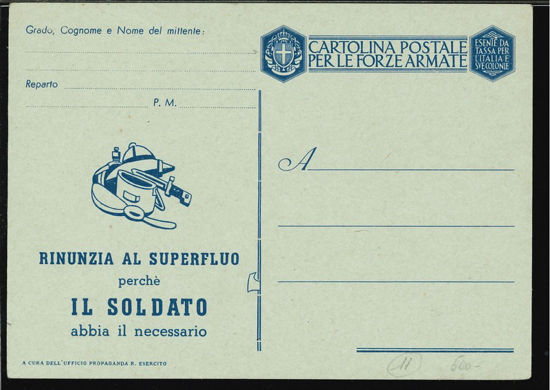 Grado, Cognome e Nome del mittente:
Reparto
P. M.
CARTOLINA POSTALE
PER LE FORZE ARMATE
ESENTE DA
TASSA PER
L'ITALIA E
SVE COLONIE
A
RINUNZIA AL SUPERFLUO
perchè
IL SOLDATO
abbia il necessario
A CURA DELL'UFFICIO PROPAGANDA R. ESERCITO
11 500-